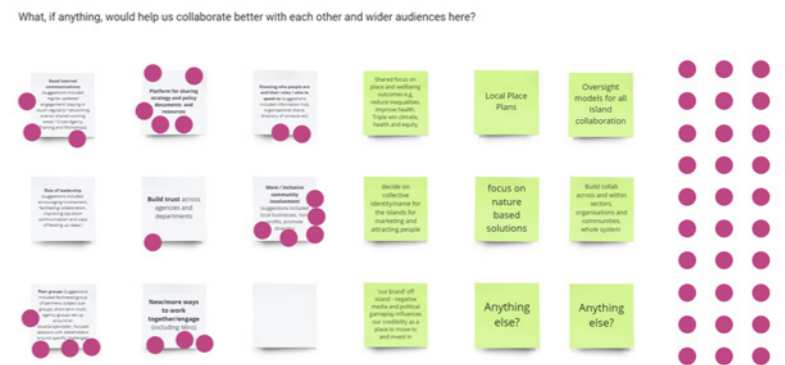 What, if anything, would help us collaborate better with each other and wider audiences here?
Good internal
communications
Platform for sharing
strategy and policy
documents and
resources
Knowing who people are
and their roles / who to
Shared focus on
place and wellbeing
outcomes e.g.
reduce inequalities,
improve health,
Triple win climate,
health and equity
Local Place
Plans
Oversight
models for all
island
collaboration
Role of leadership
Build trust across
agencies and
departments
More / inclusive
community
involvement
decide on
collective
identity/name for
the Islands for
marketing and
attracting people
focus on
nature
based
solutions
Build collab
across and within
sectors,
organisations and
communities,
whole system
Peer groups
New/more ways
to work
together/engage
(including Miro)
'our brand' off
island - negative
media and political
gameplay influences
our credibility as a
place to move to
and invest in
Anything
else?
Anything
else?